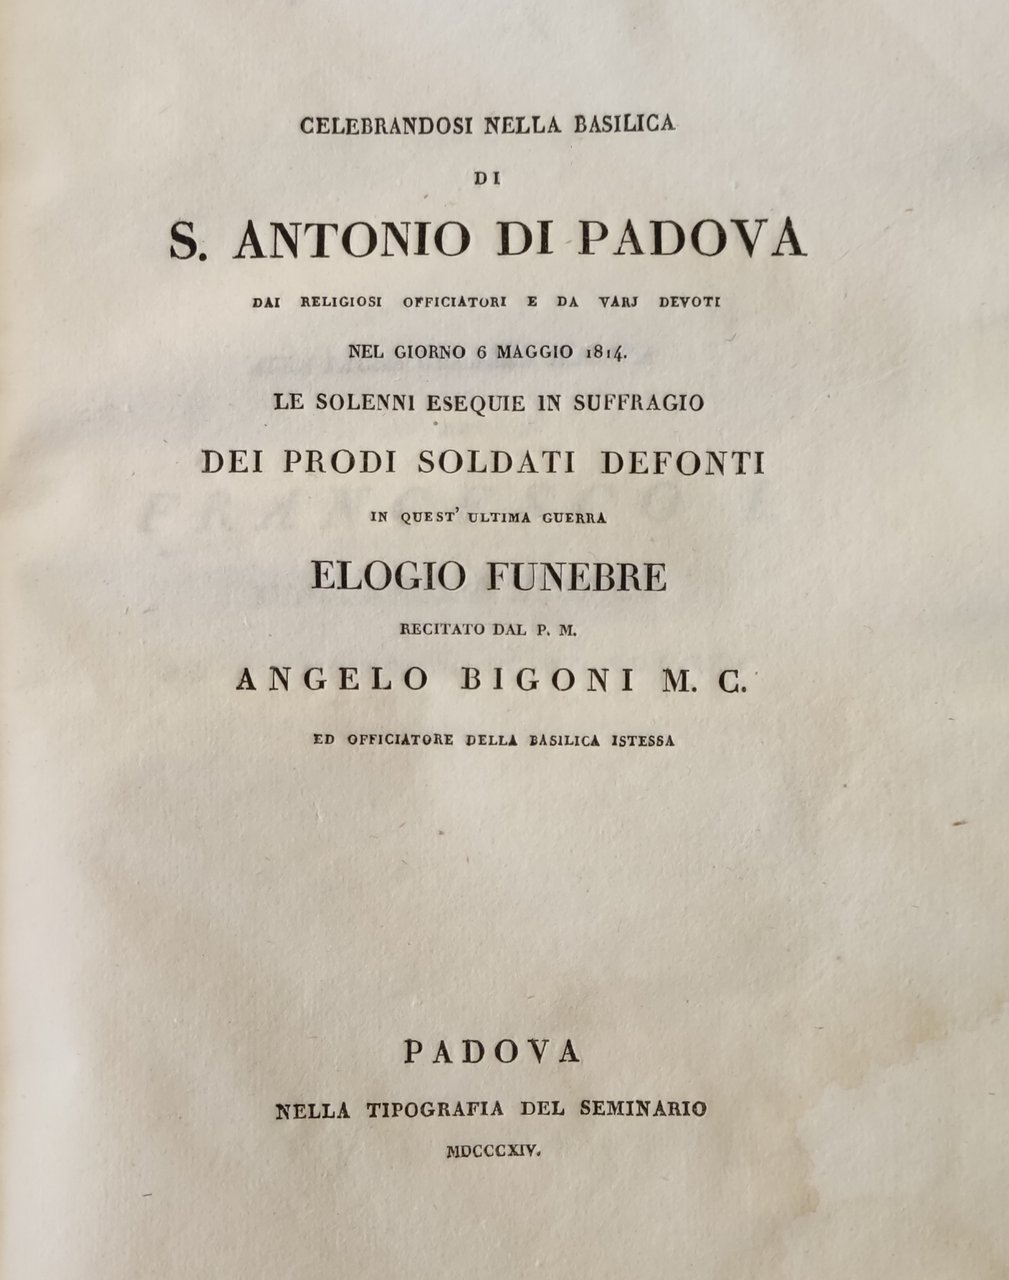 CELEBRANDOSI NELLA BASILICA
DI
S. ANTONIO DI PADOVA
DAI RELIGIOSI OFFICIATORI E DA VARJ DEVOTI
NEL GIORNO 6 MAGGIO 1814.
LE SOLENNI ESEQUIE IN SUFFRAGIO
DEI PRODI SOLDATI DEFONTI
IN QUEST' ULTIMA GUERRA
ELOGIO FUNEBRE
RECITATO DAL P. M.
ANGELO BIGONI M. C.
ED OFFICIATORE DELLA BASILICA ISTESSA
PADOVA
NELLA TIPOGRAFIA DEL SEMINARIO
MDCCCXIV.